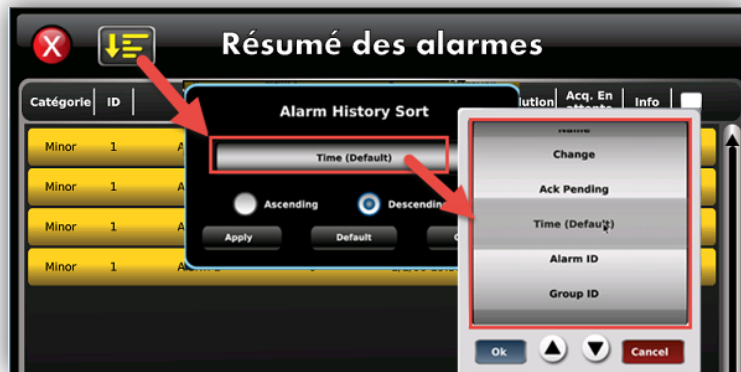 Résumé des alarmes
Catégorie ID lution Acq. En attente Info
Alarm History Sort
Time (Default)
Ascending Descending
Apply Default
Name
Change
Ack Pending
Time (Default)
Alarm ID
Group ID
Ok Cancel
Minor 1 A
Minor 1 A
Minor 1 A
Minor 1